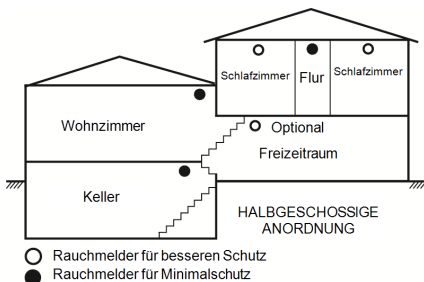 Schlafzimmer
Flur
Schlafzimmer
Wohnzimmer
Optional
Freizeitraum
Keller
HALBGESCHOSSIGE
ANORDNUNG
Rauchmelder für besseren Schutz
Rauchmelder für Minimalschutz